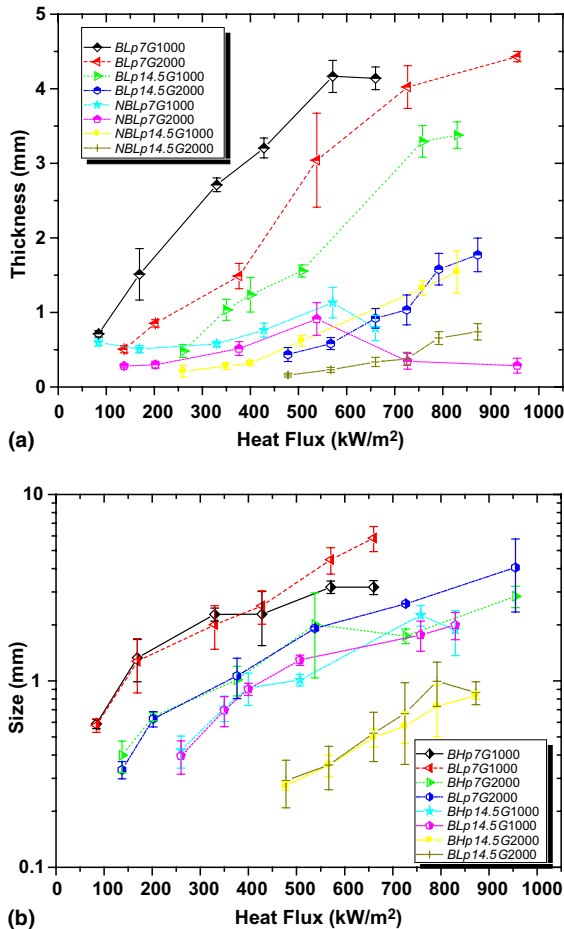 5
4
3
2
1
0
Thickness (mm)
BLp7G1000
BLp7G2000
BLp14.5G1000
BLp14.5G2000
NBLp7G1000
NBLp7G2000
NBLp14.5G1000
NBLp14.5G2000
0 100 200 300 400 500 600 700 800 900 1000
(a)
Heat Flux (kW/m²)
10
1
0.1
Size (mm)
BHp7G1000
BLp7G1000
BHp7G2000
BLp7G2000
BHp14.5G1000
BLp14.5G1000
BHp14.5G2000
BLp14.5G2000
0 100 200 300 400 500 600 700 800 900 1000
(b)
Heat Flux (kW/m²)